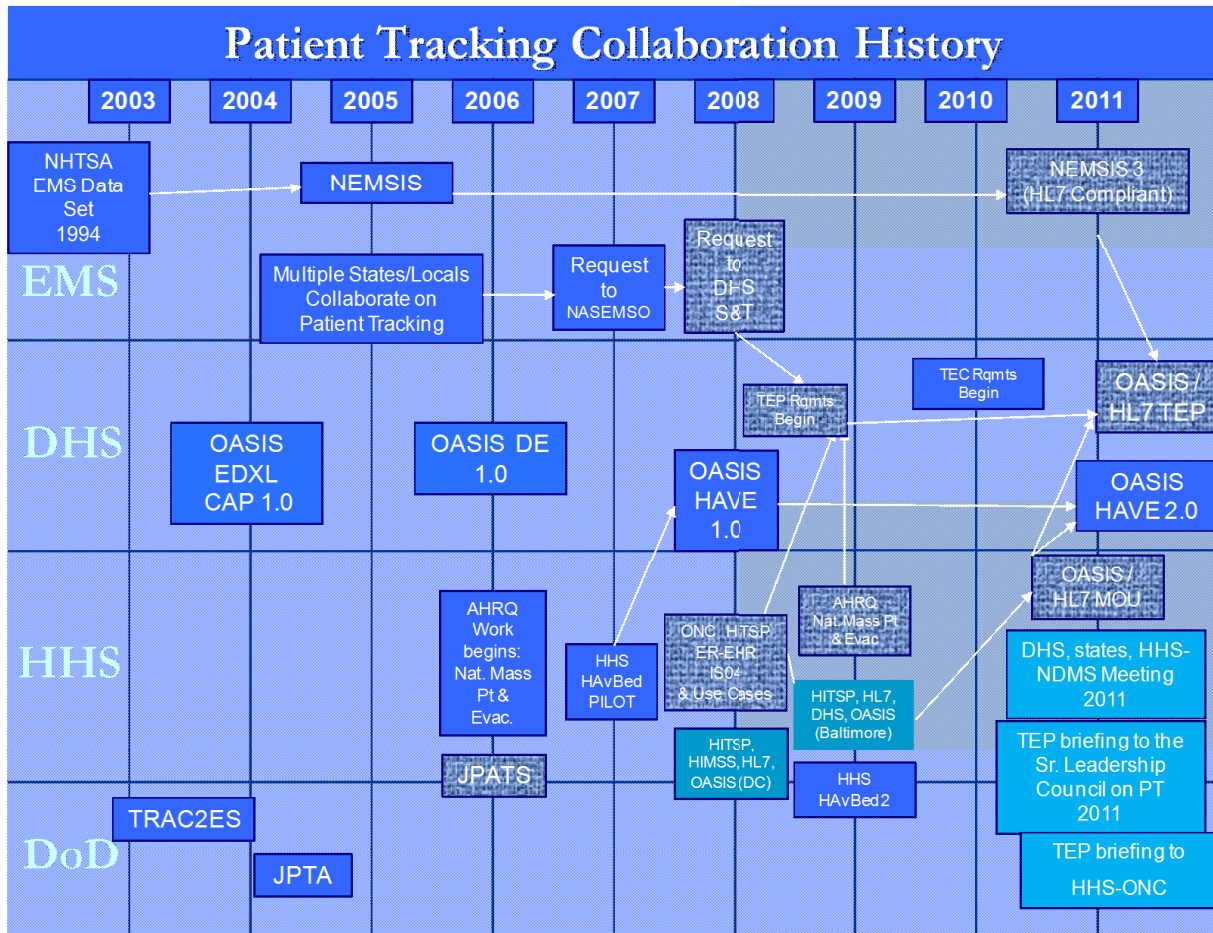 Patient Tracking Collaboration History
2003
2004
2005
2006
2007
2008
2009
2010
2011
EMS
NHTSA
EMS Data
Set
1994
NEMSIS
NEMSIS 3
(HL7 Compliant)
Multiple States/Locals
Collaborate on
Patient Tracking
Request
to
NASEMSO
Request
to
DHS
S&T
DHS
OASIS
EDXL
CAP 1.0
OASIS DE
1.0
OASIS
HAVE
1.0
TEP Rqmts
Begin
TEC Rqmts
Begin
OASIS /
HL7 TEP
OASIS
HAVE 2.0
HHS
AHRQ
Work
begins:
Nat. Mass
Pt &
Evac.
JPATS
HHS
HAvBed
PILOT
ONC, HITSP
ER-EHR
IS04
& Use Cases
HITSP,
HIMSS, HL7,
OASIS (DC)
AHRQ
Nat. Mass Pt
& Evac
HITSP, HL7,
DHS, OASIS
(Baltimore)
HHS
HAvBed 2
OASIS /
HL7 MOU
DHS, states, HHS-
NDMS Meeting
2011
TEP briefing to the
Sr. Leadership
Council on PT
2011
DoD
TRAC2ES
JPTA
TEP briefing to
HHS-ONC